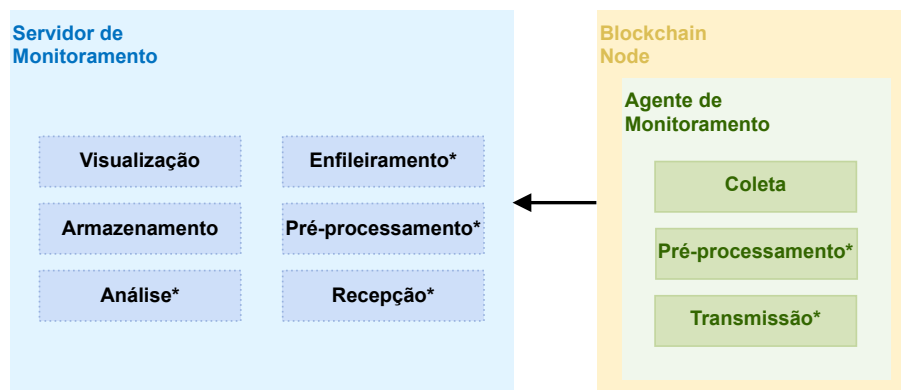 Servidor de
Monitoramento
Visualização
Enfileiramento*
Armazenamento
Pré-processamento*
Análise*
Recepção*
Blockchain
Node
Agente de
Monitoramento
Coleta
Pré-processamento*
Transmissão*